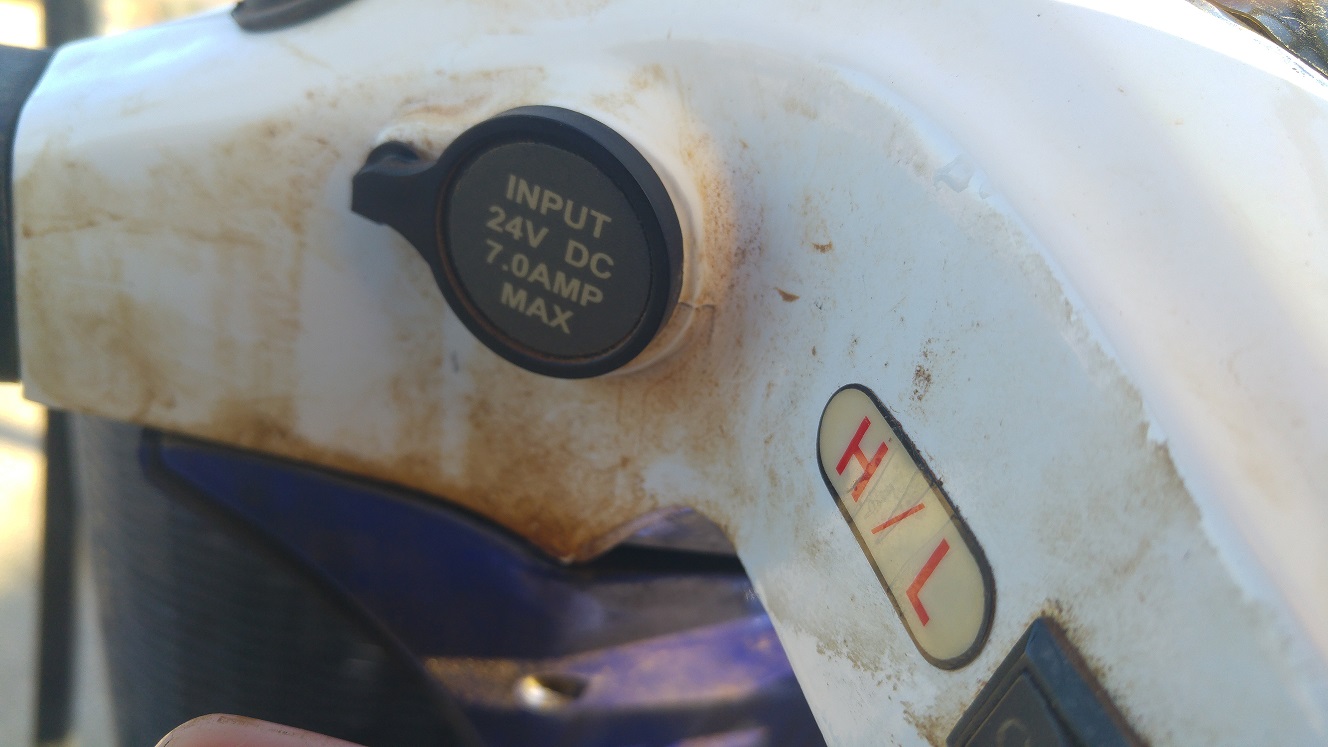 INPUT
24V DC
7.0AMP
MAX
H/L